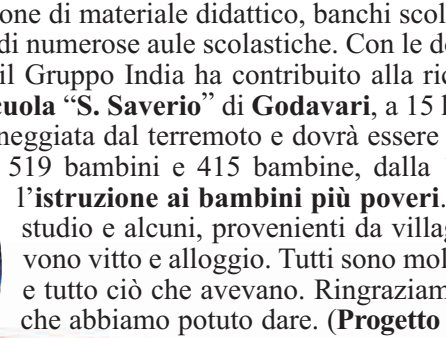 one di materiale didattico, banchi scol
di numerose aule scolastiche. Con le d
il Gruppo India ha contribuito alla ri
cuola “S. Saverio” di Godavari, a 15
neggiata dal terremoto e dovrà essere
519 bambini e 415 bambine, dalla
l’istruzione ai bambini più poveri.
studio e alcuni, provenienti da villa
vono vitto e alloggio. Tutti sono mol
e tutto ciò che avevano. Ringraziam
che abbiamo potuto dare. (Progetto